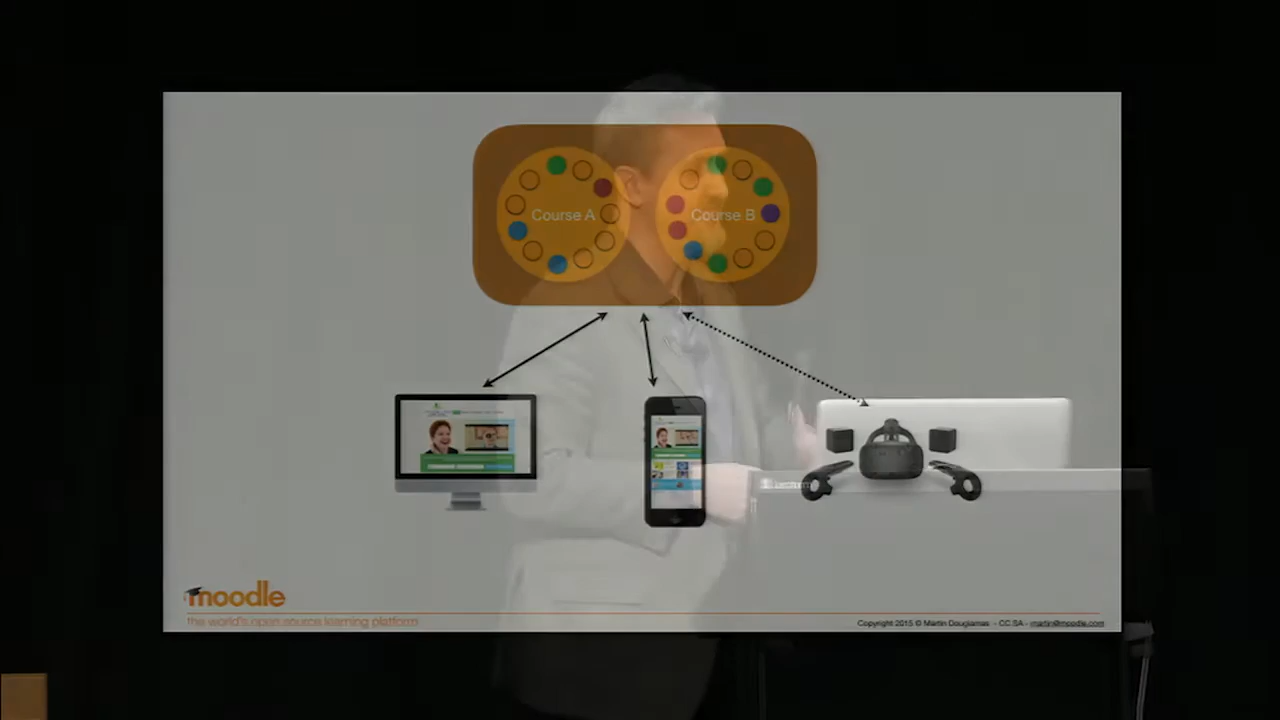 Course A
Course B
moodle
the world's open source learning platform
Copyright 2015 © Martin Dougiamas - CC SA - martin@moodle.com